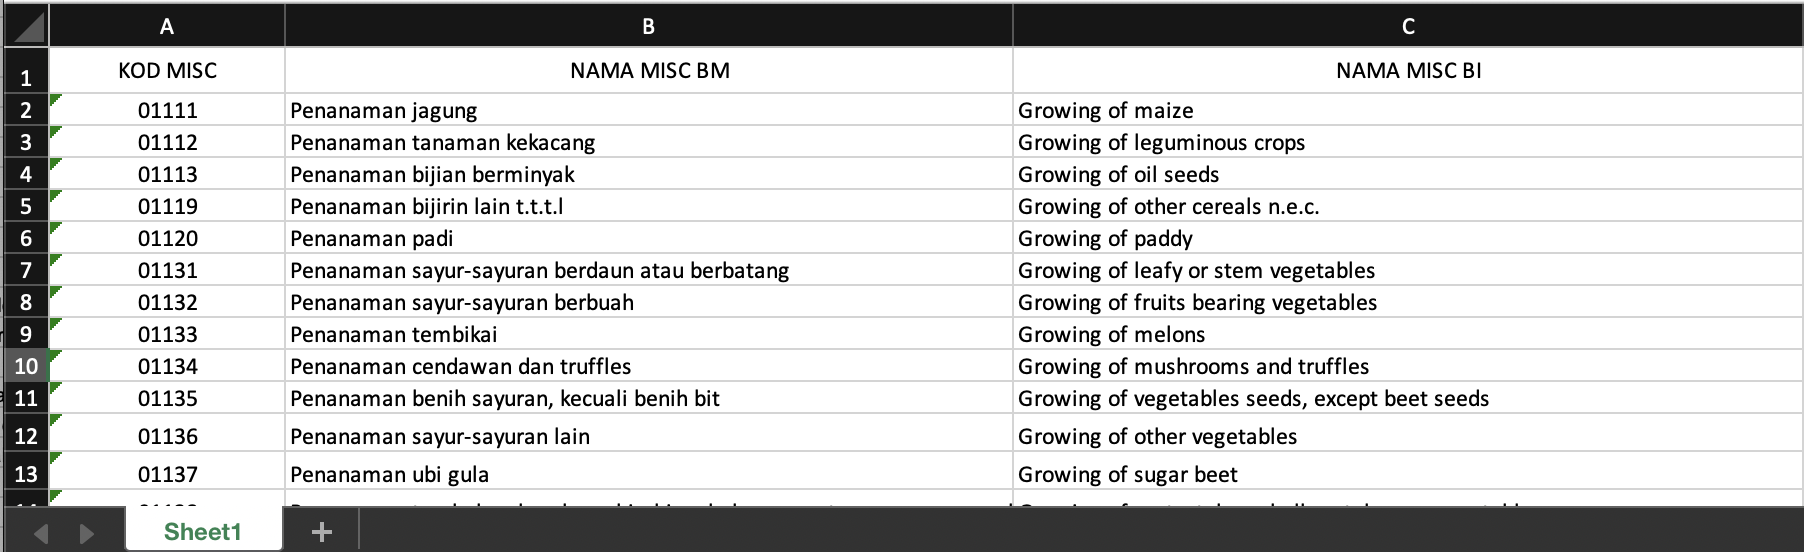 A B C
1 KOD MISC NAMA MISC BM NAMA MISC BI
2 01111 Penanaman jagung Growing of maize
3 01112 Penanaman tanaman kekacang Growing of leguminous crops
4 01113 Penanaman bijian berminyak Growing of oil seeds
5 01119 Penanaman bijirin lain t.t.t.l Growing of other cereals n.e.c.
6 01120 Penanaman padi Growing of paddy
7 01131 Penanaman sayur-sayuran berdaun atau berbatang Growing of leafy or stem vegetables
8 01132 Penanaman sayur-sayuran berbuah Growing of fruits bearing vegetables
9 01133 Penanaman tembikai Growing of melons
10 01134 Penanaman cendawan dan truffles Growing of mushrooms and truffles
11 01135 Penanaman benih sayuran, kecuali benih bit Growing of vegetables seeds, except beet seeds
12 01136 Penanaman sayur-sayuran lain Growing of other vegetables
13 01137 Penanaman ubi gula Growing of sugar beet
Sheet1 +